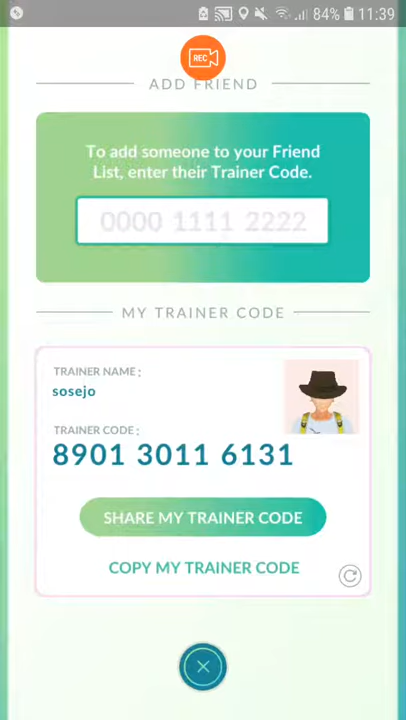 84% 11:39
REC
ADD FRIEND
To add someone to your Friend
List, enter their Trainer Code.
0000 1111 2222
MY TRAINER CODE
TRAINER NAME :
sosejo
TRAINER CODE :
8901 3011 6131
SHARE MY TRAINER CODE
COPY MY TRAINER CODE